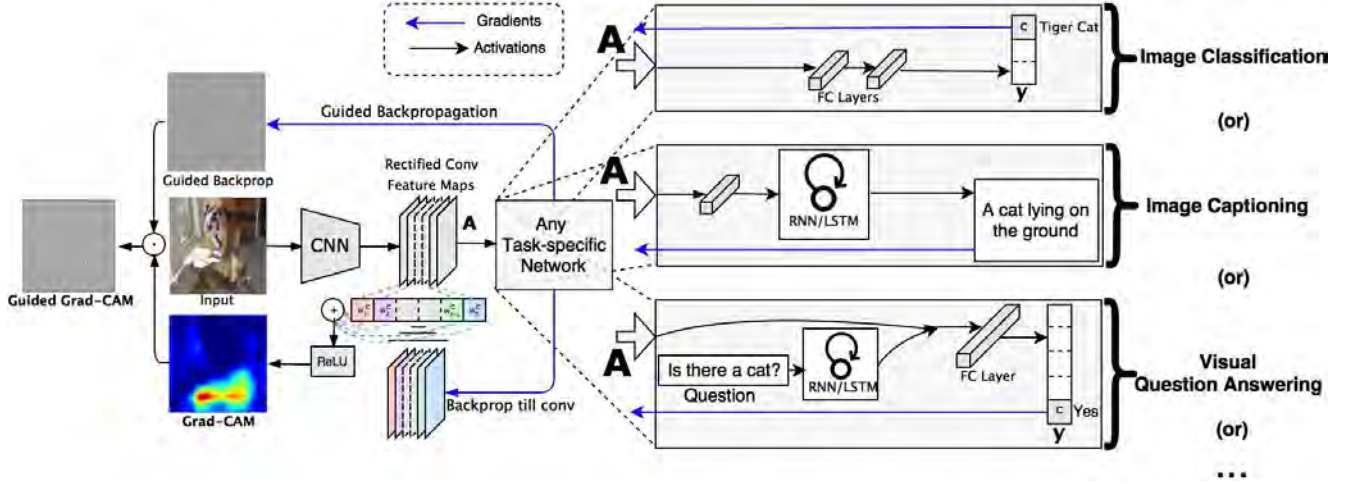 Gradients
Activations
Guided Backpropagation
Guided Backprop
Input
Guided Grad-CAM
Grad-CAM
CNN
Rectified Conv
Feature Maps
A
Any
Task-specific
Network
+
ReLU
=
Backprop till conv
A
FC Layers
c
Tiger Cat
y
Image Classification
(or)
A
RNN/LSTM
A cat lying on
the ground
Image Captioning
(or)
A
Is there a cat?
Question
RNN/LSTM
FC Layer
c
Yes
y
Visual
Question Answering
(or)
...